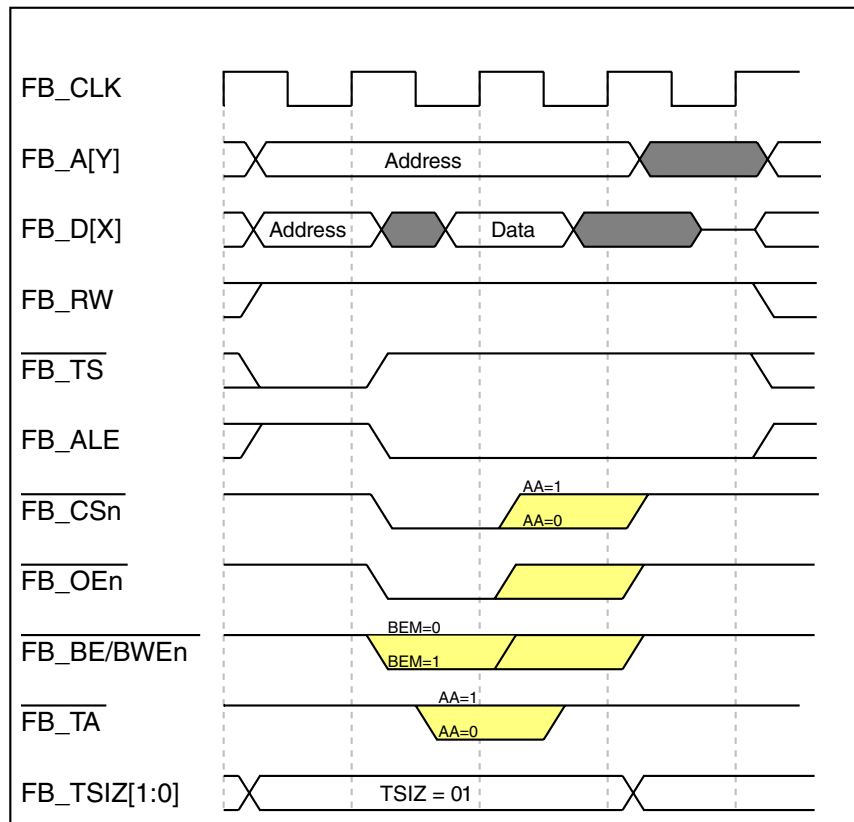 FB_CLK
FB_A[Y]
Address
FB_D[X]
Address
Data
FB_RW
FB_TS
FB_ALE
FB_CSn
AA=1
AA=0
FB_OEn
FB_BE/BWEn
BEM=0
BEM=1
FB_TA
AA=1
AA=0
FB_TSIZ[1:0]
TSIZ = 01